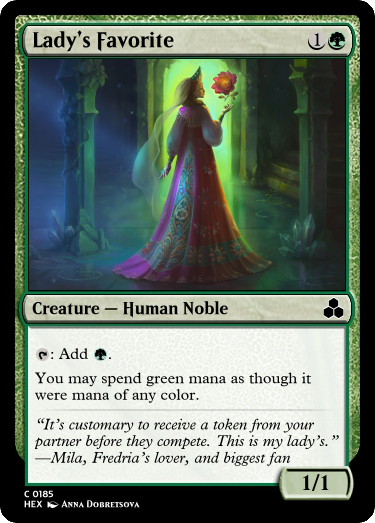 Lady's Favorite 1
Creature — Human Noble
: Add .
You may spend green mana as though it
were mana of any color.
“It's customary to receive a token from your
partner before they compete. This is my lady's.”
—Mila, Fredria's lover, and biggest fan
1/1
C 0185
HEX Anna Dobretsova